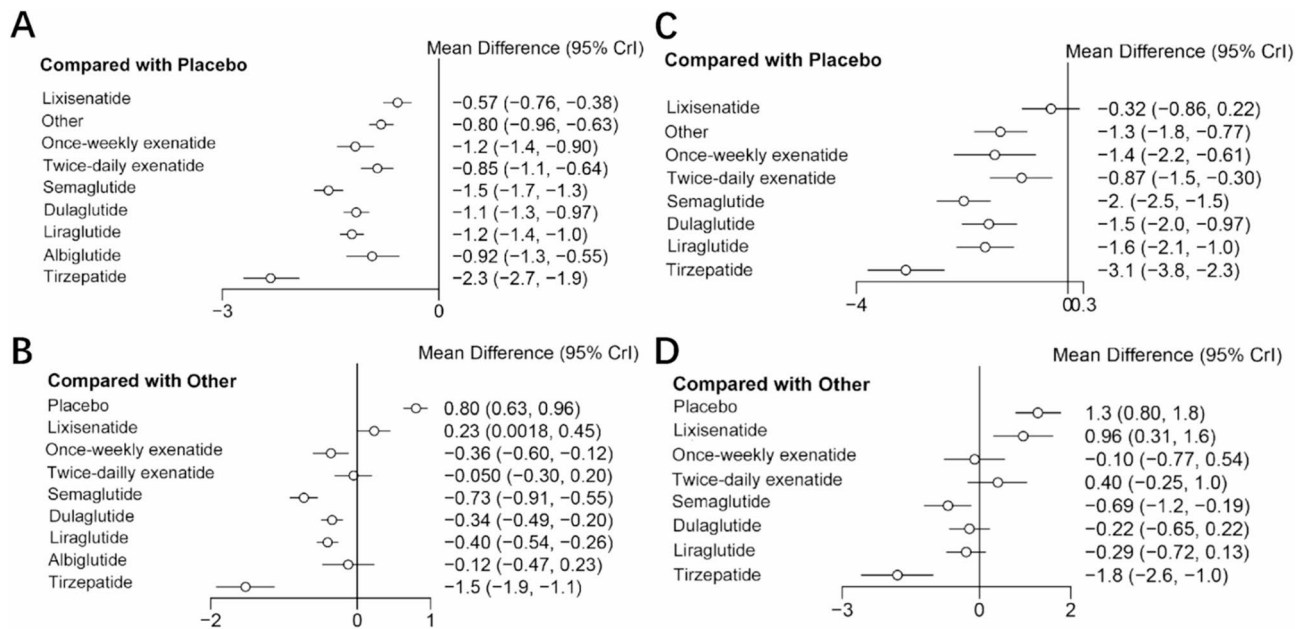 A
Mean Difference (95% CrI)
Compared with Placebo
Lixisenatide −0.57 (−0.76, −0.38)
Other −0.80 (−0.96, −0.63)
Once-weekly exenatide −1.2 (−1.4, −0.90)
Twice-daily exenatide −0.85 (−1.1, −0.64)
Semaglutide −1.5 (−1.7, −1.3)
Dulaglutide −1.1 (−1.3, −0.97)
Liraglutide −1.2 (−1.4, −1.0)
Albiglutide −0.92 (−1.3, −0.55)
Tirzepatide −2.3 (−2.7, −1.9)
−3 0
B
Mean Difference (95% CrI)
Compared with Other
Placebo 0.80 (0.63, 0.96)
Lixisenatide 0.23 (0.0018, 0.45)
Once-weekly exenatide −0.36 (−0.60, −0.12)
Twice-dailly exenatide −0.050 (−0.30, 0.20)
Semaglutide −0.73 (−0.91, −0.55)
Dulaglutide −0.34 (−0.49, −0.20)
Liraglutide −0.40 (−0.54, −0.26)
Albiglutide −0.12 (−0.47, 0.23)
Tirzepatide −1.5 (−1.9, −1.1)
−2 0 1
C
Mean Difference (95% CrI)
Compared with Placebo
Lixisenatide −0.32 (−0.86, 0.22)
Other −1.3 (−1.8, −0.77)
Once-weekly exenatide −1.4 (−2.2, −0.61)
Twice-daily exenatide −0.87 (−1.5, −0.30)
Semaglutide −2. (−2.5, −1.5)
Dulaglutide −1.5 (−2.0, −0.97)
Liraglutide −1.6 (−2.1, −1.0)
Tirzepatide −3.1 (−3.8, −2.3)
−4 0 0.3
D
Mean Difference (95% CrI)
Compared with Other
Placebo 1.3 (0.80, 1.8)
Lixisenatide 0.96 (0.31, 1.6)
Once-weekly exenatide −0.10 (−0.77, 0.54)
Twice-daily exenatide 0.40 (−0.25, 1.0)
Semaglutide −0.69 (−1.2, −0.19)
Dulaglutide −0.22 (−0.65, 0.22)
Liraglutide −0.29 (−0.72, 0.13)
Tirzepatide −1.8 (−2.6, −1.0)
−3 0 2